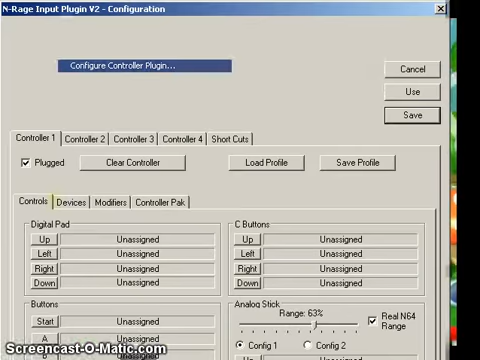 N-Rage Input Plugin V2 - Configuration
Configure Controller Plugin...
Cancel
Use
Save
Controller 1 Controller 2 Controller 3 Controller 4 Short Cuts
Plugged Clear Controller Load Profile Save Profile
Controls Devices Modifiers Controller Pak
Digital Pad C Buttons
Up Unassigned Up Unassigned
Left Unassigned Left Unassigned
Right Unassigned Right Unassigned
Down Unassigned Down Unassigned
Buttons Analog Stick
Range: 63%
Start Unassigned Real N64 Range
A Unassigned Config 1 Config 2
B Unassigned Up Unassigned
Screencast-O-Matic.com